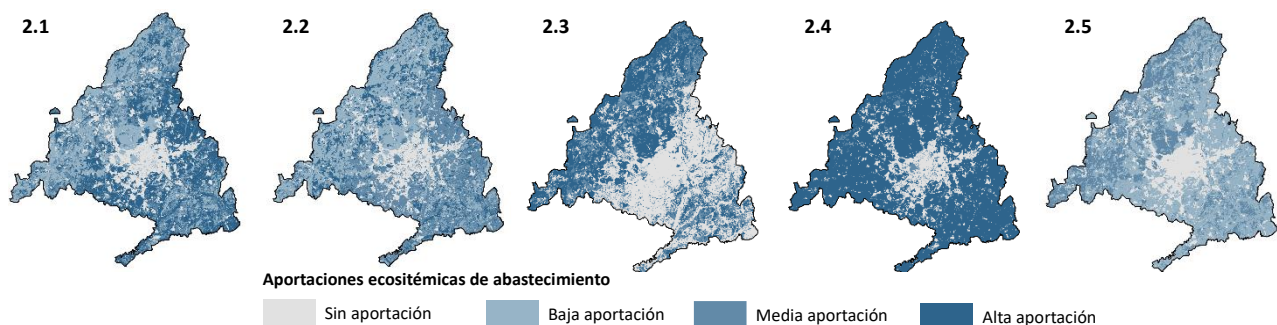 2.1 2.2 2.3 2.4 2.5
Aportaciones ecositémicas de abastecimiento
Sin aportación Baja aportación Media aportación Alta aportación